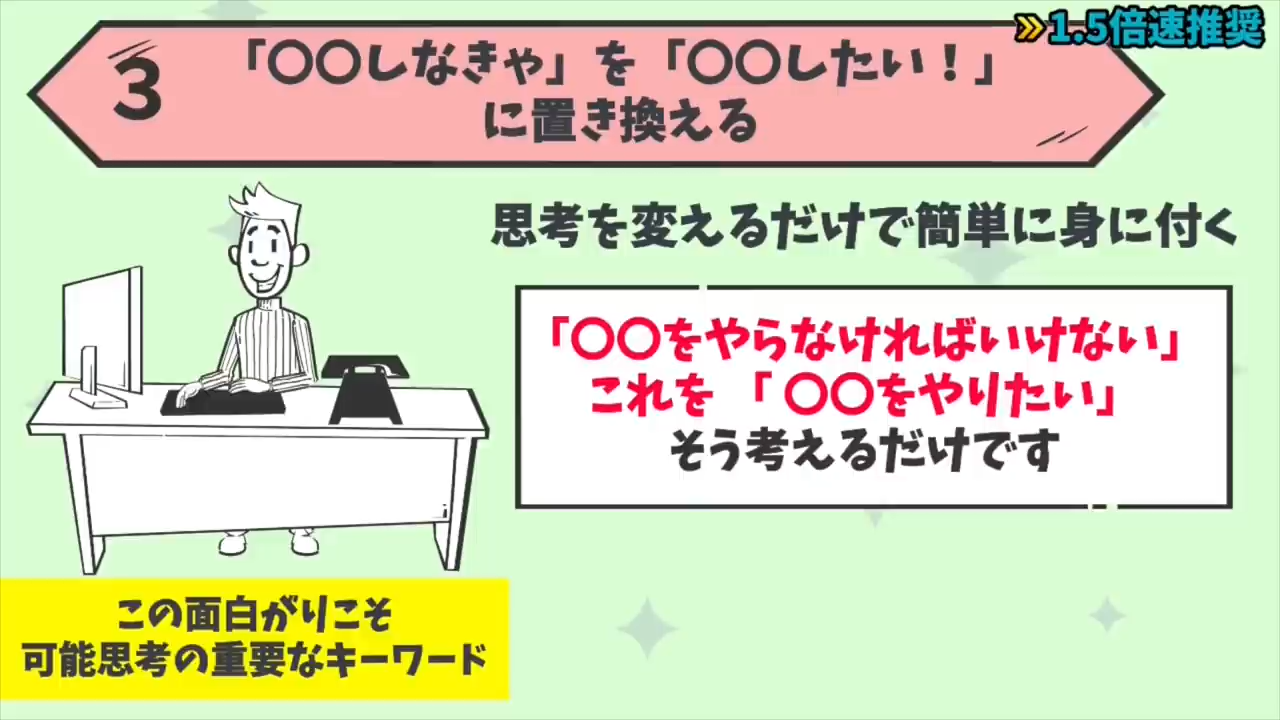 1.5倍速推奨
3
「〇〇しなきゃ」を「〇〇したい！」
に置き換える
思考を変えるだけで簡単に身に付く
「〇〇をやらなければいけない」
これを「〇〇をやりたい」
そう考えるだけです
この面白がりこそ
可能思考の重要なキーワード